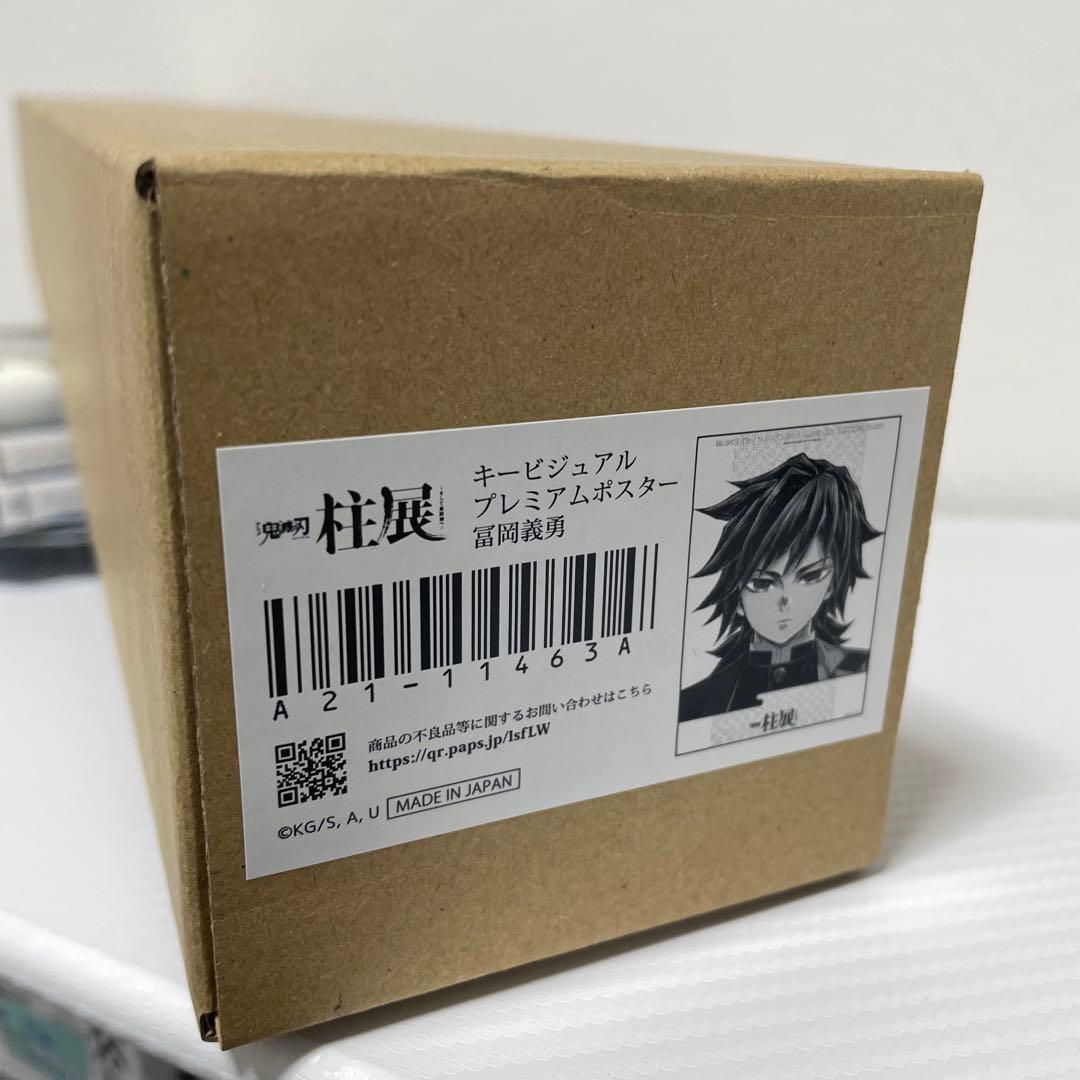 鬼滅の刃
柱展
キービジュアル
プレミアムポスター
冨岡義勇
A21-11463A
商品の不良品等に関するお問い合わせはこちら
https://qr.paps.jp/lsfLW
©KG/S, A, U
MADE IN JAPAN
柱展